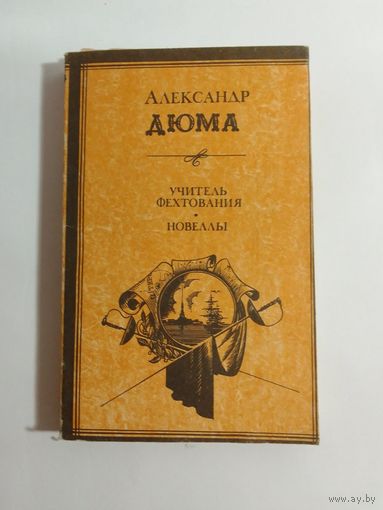 Александр
ДЮМА
УЧИТЕЛЬ
ФЕХТОВАНИЯ
•
НОВЕЛЛЫ
www.ay.by